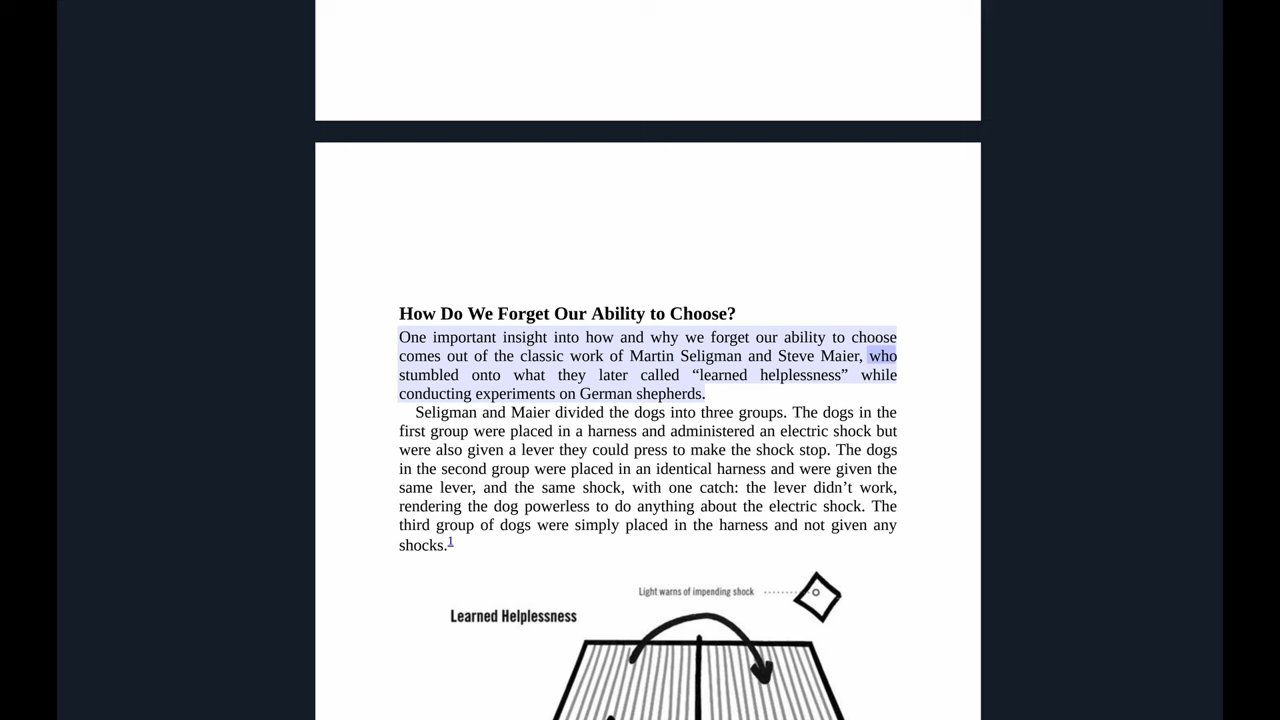 How Do We Forget Our Ability to Choose?
One important insight into how and why we forget our ability to choose
comes out of the classic work of Martin Seligman and Steve Maier, who
stumbled onto what they later called “learned helplessness” while
conducting experiments on German shepherds.
Seligman and Maier divided the dogs into three groups. The dogs in the
first group were placed in a harness and administered an electric shock but
were also given a lever they could press to make the shock stop. The dogs
in the second group were placed in an identical harness and were given the
same lever, and the same shock, with one catch: the lever didn’t work,
rendering the dog powerless to do anything about the electric shock. The
third group of dogs were simply placed in the harness and not given any
shocks.1
Light warns of impending shock
Learned Helplessness